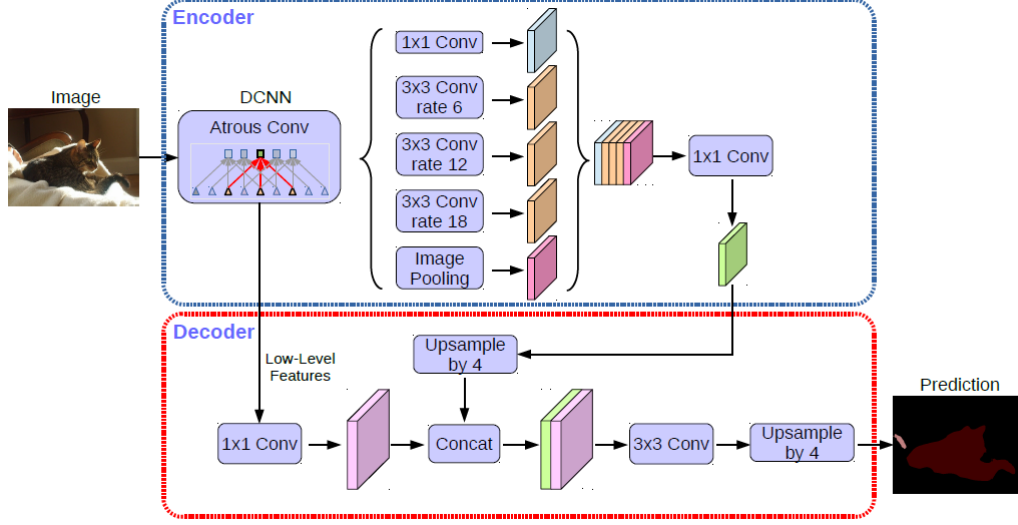 Encoder
Image
DCNN
Atrous Conv
1x1 Conv
3x3 Conv
rate 6
3x3 Conv
rate 12
3x3 Conv
rate 18
Image
Pooling
1x1 Conv
Decoder
Low-Level
Features
Upsample
by 4
1x1 Conv
Concat
3x3 Conv
Upsample
by 4
Prediction